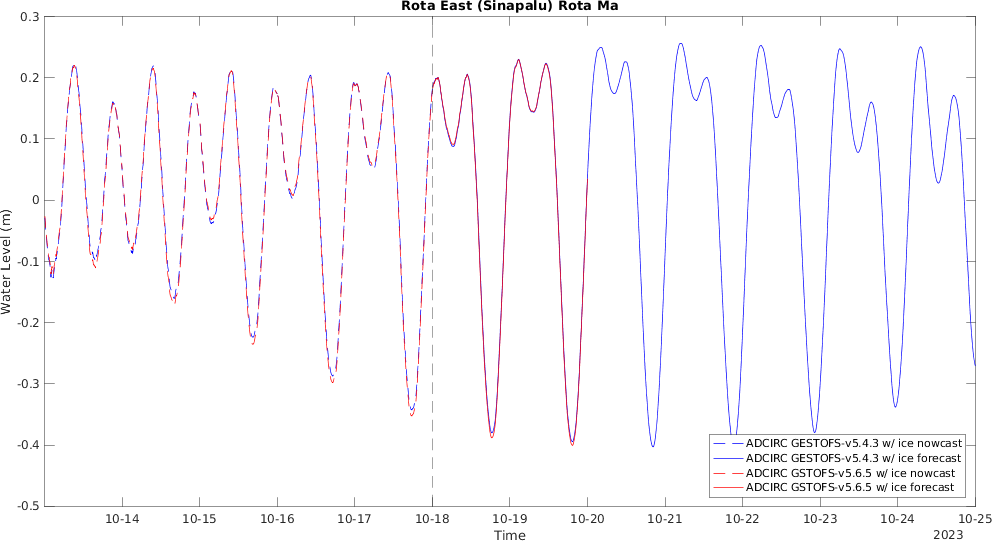 Rota East (Sinapalu) Rota Ma
0.3
0.2
0.1
0
-0.1
-0.2
-0.3
-0.4
-0.5
Water Level (m)
ADCIRC GESTOFS-v5.4.3 w/ ice nowcast
ADCIRC GESTOFS-v5.4.3 w/ ice forecast
ADCIRC GSTOFS-v5.6.5 w/ ice nowcast
ADCIRC GSTOFS-v5.6.5 w/ ice forecast
10-14 10-15 10-16 10-17 10-18 10-19 10-20 10-21 10-22 10-23 10-24 10-25
Time
2023